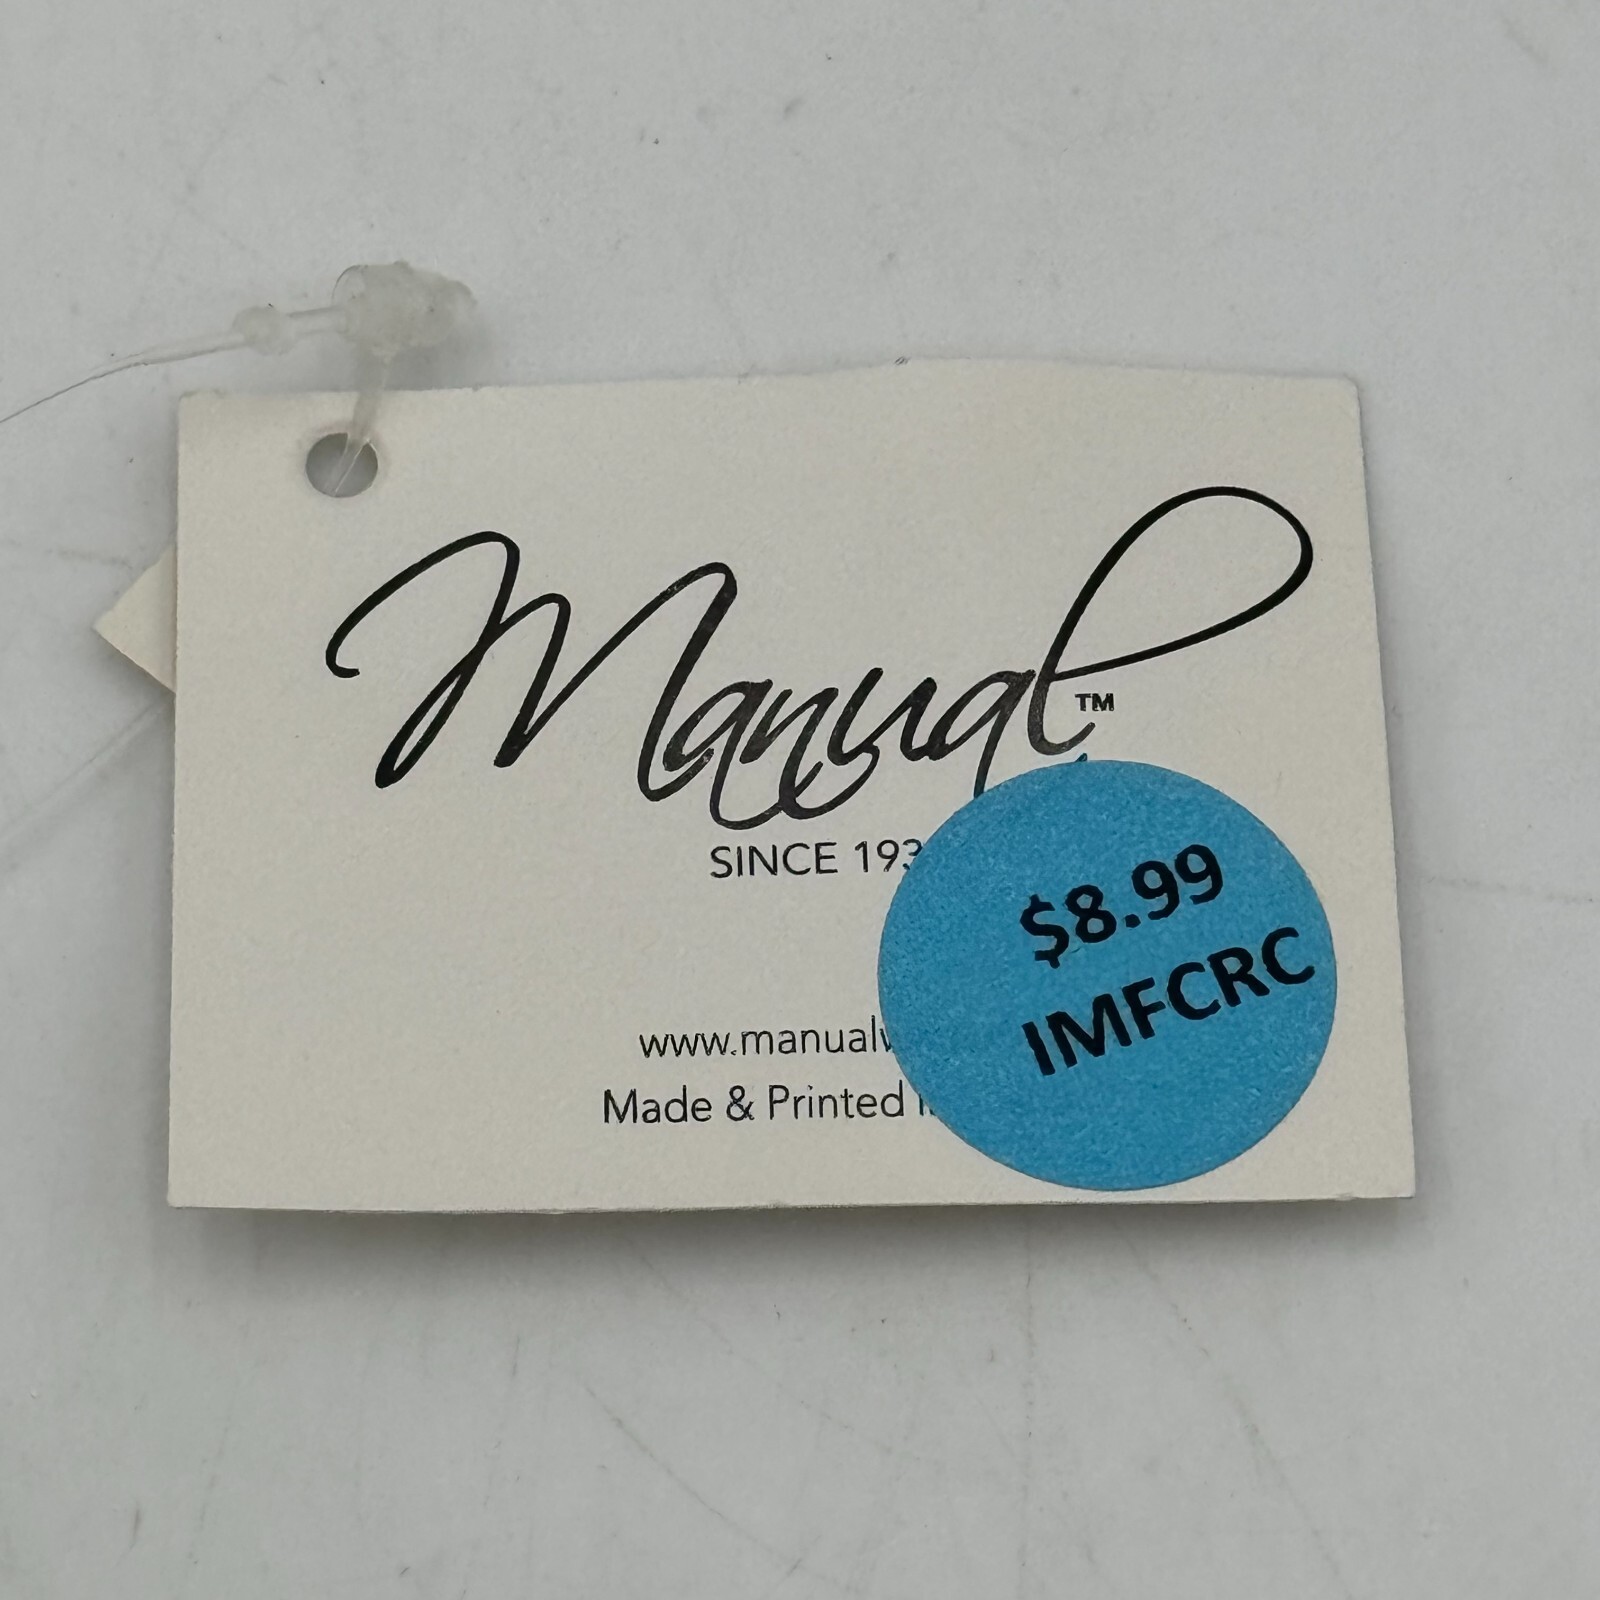 Manual™
SINCE 193
$8.99
IMFCRC
www.manualw
Made & Printed